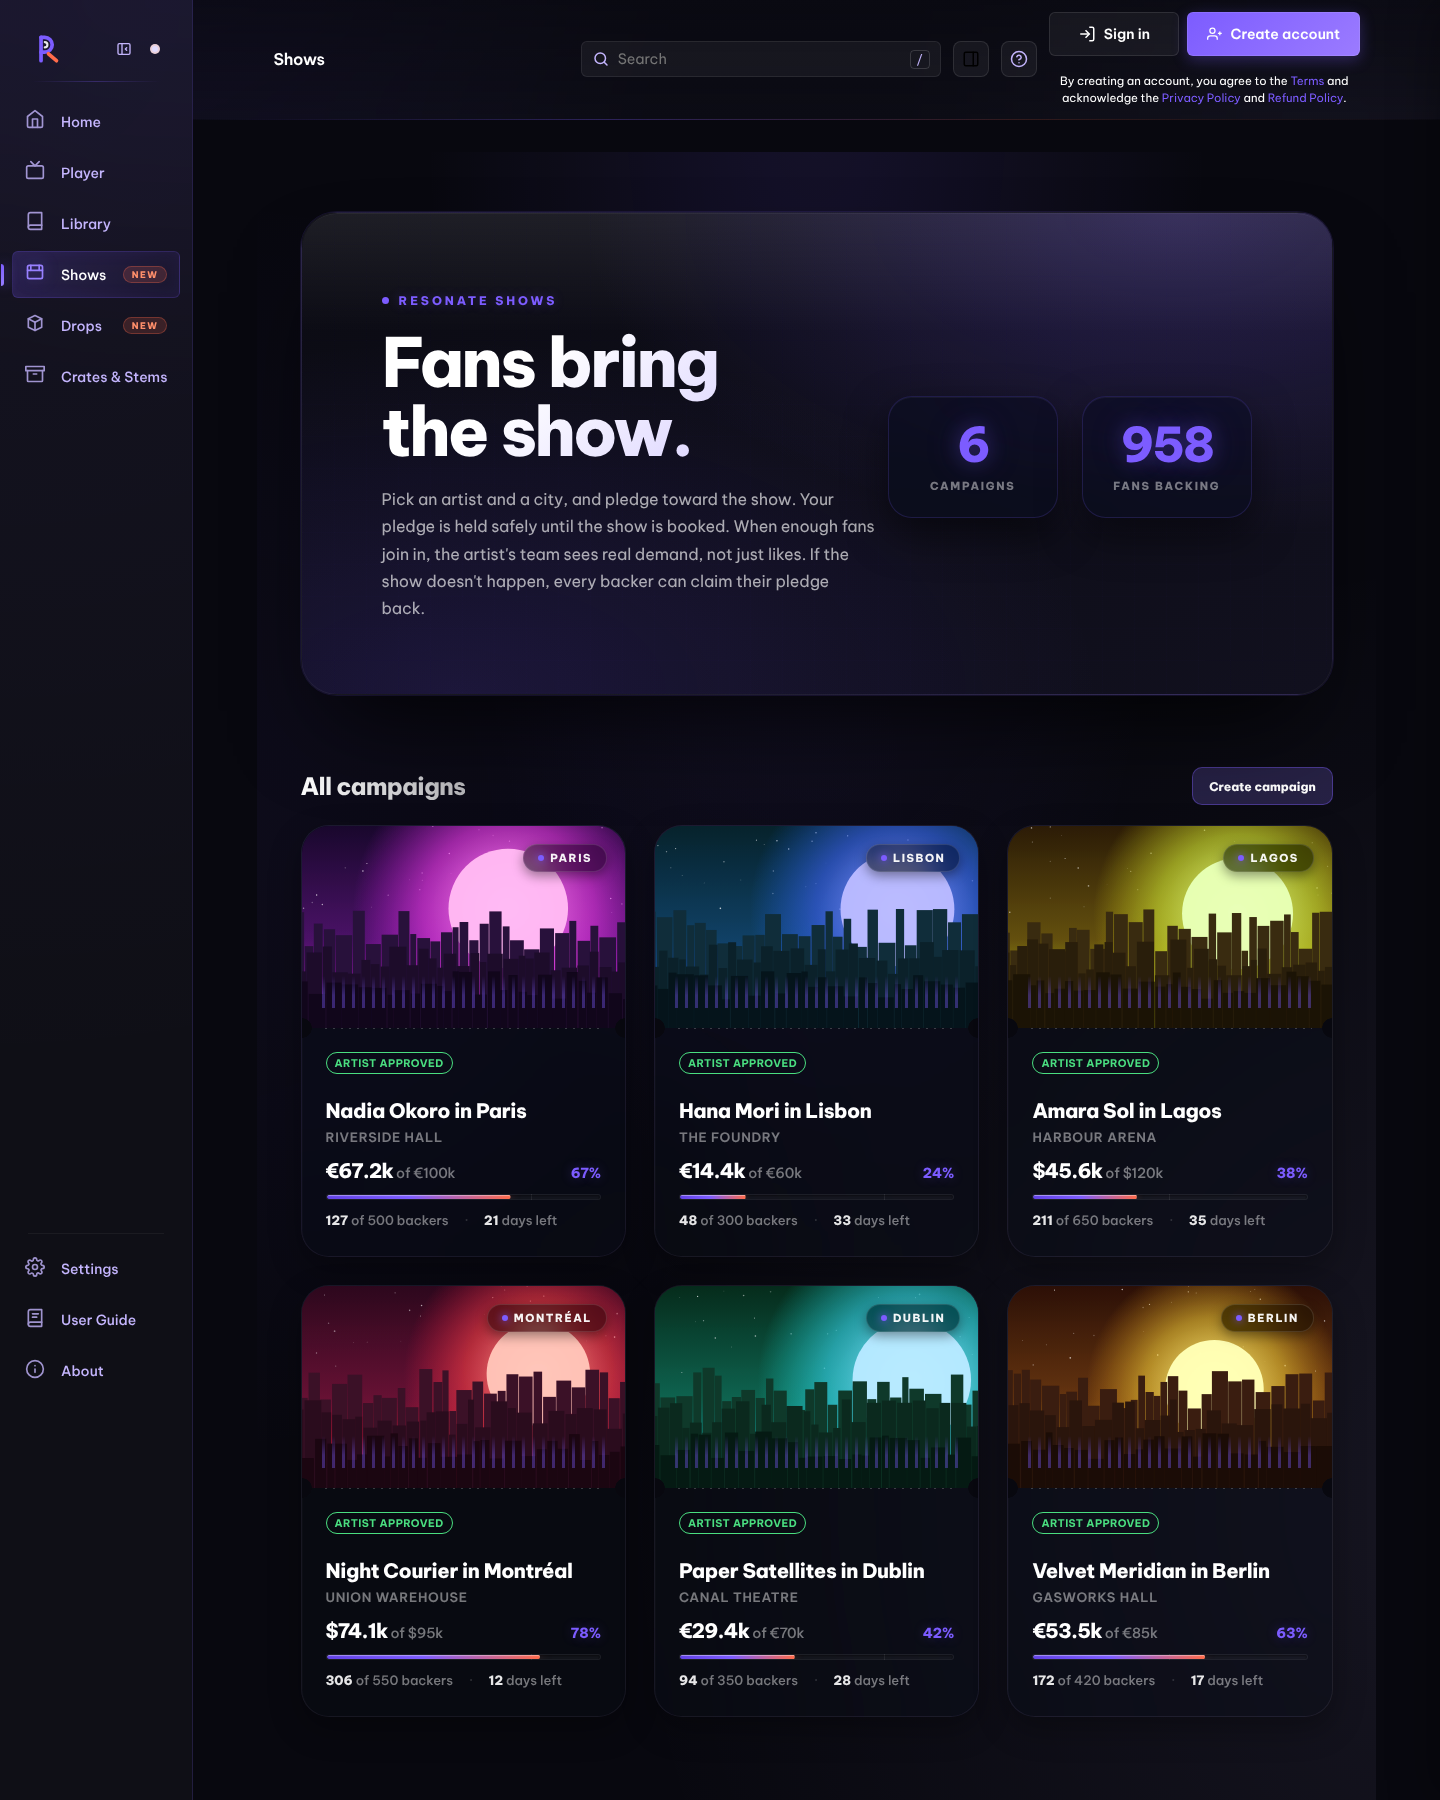 Home
Player
Library
Shows NEW
Drops NEW
Crates & Stems
Settings
User Guide
About
Shows
Search /
Sign in
Create account
By creating an account, you agree to the Terms and
acknowledge the Privacy Policy and Refund Policy.
RESONATE SHOWS
Fans bring
the show.
Pick an artist and a city, and pledge toward the show. Your
pledge is held safely until the show is booked. When enough fans
join in, the artist's team sees real demand, not just likes. If the
show doesn't happen, every backer can claim their pledge
back.
6
CAMPAIGNS
958
FANS BACKING
All campaigns
Create campaign
PARIS
ARTIST APPROVED
Nadia Okoro in Paris
RIVERSIDE HALL
€67.2k of €100k 67%
127 of 500 backers · 21 days left
LISBON
ARTIST APPROVED
Hana Mori in Lisbon
THE FOUNDRY
€14.4k of €60k 24%
48 of 300 backers · 33 days left
LAGOS
ARTIST APPROVED
Amara Sol in Lagos
HARBOUR ARENA
$45.6k of $120k 38%
211 of 650 backers · 35 days left
MONTRÉAL
ARTIST APPROVED
Night Courier in Montréal
UNION WAREHOUSE
$74.1k of $95k 78%
306 of 550 backers · 12 days left
DUBLIN
ARTIST APPROVED
Paper Satellites in Dublin
CANAL THEATRE
€29.4k of €70k 42%
94 of 350 backers · 28 days left
BERLIN
ARTIST APPROVED
Velvet Meridian in Berlin
GASWORKS HALL
€53.5k of €85k 63%
172 of 420 backers · 17 days left